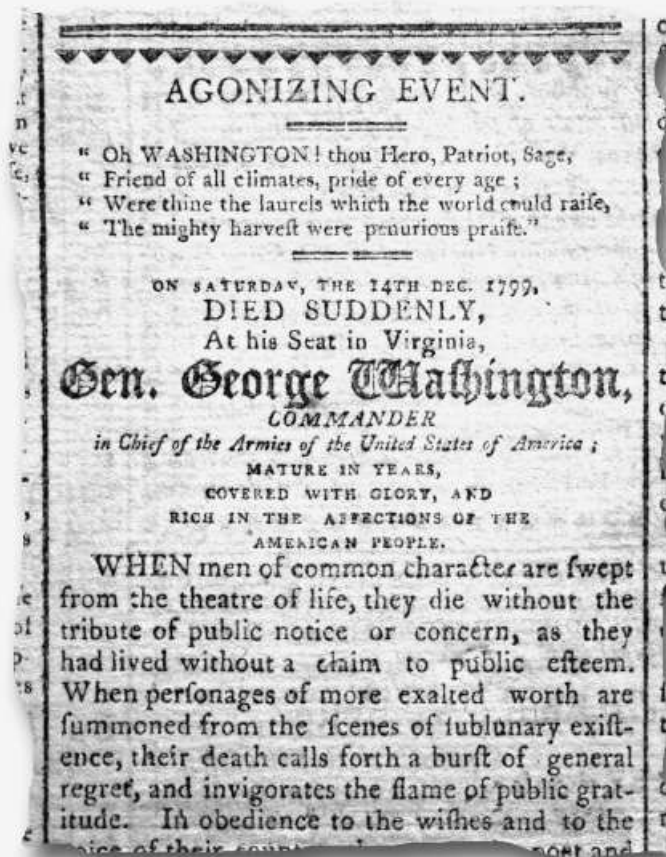 AGONIZING EVENT.
“ Oh WASHINGTON! thou Hero, Patriot, Sage,
“ Friend of all climates, pride of every age ;
“ Were thine the laurels which the world could raiſe,
“ The mighty harveſt were penurious praiſe.”
ON SATURDAY, THE 14TH DEC. 1799,
DIED SUDDENLY,
At his Seat in Virginia,
Gen. George Waſhington,
COMMANDER
in Chief of the Armies of the United States of America ;
MATURE IN YEARS,
COVERED WITH GLORY, AND
RICH IN THE AFFECTIONS OF THE
AMERICAN PEOPLE.
WHEN men of common character are ſwept
from the theatre of life, they die without the
tribute of public notice or concern, as they
had lived without a claim to public eſteem.
When perſonages of more exalted worth are
ſummoned from the ſcenes of ſublunary exiſt-
ence, their death calls forth a burſt of general
regret, and invigorates the flame of public grat-
itude. In obedience to the wiſhes and to the
of their